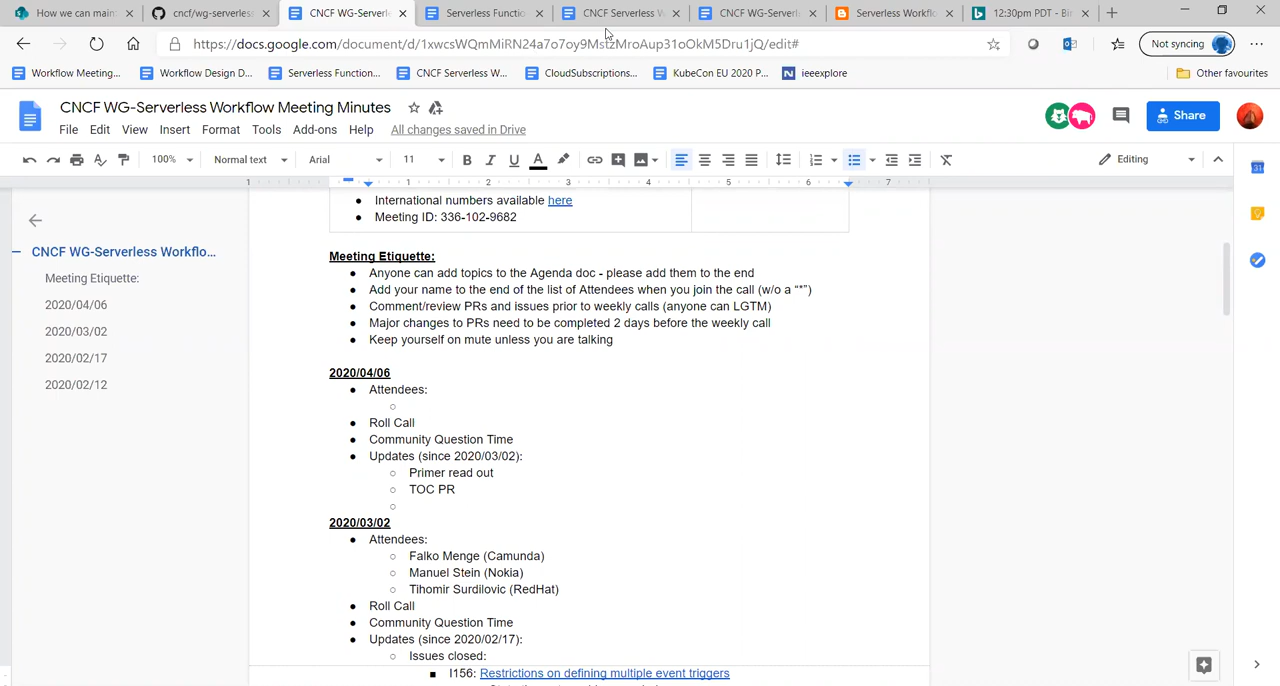 How we can main:
cncf/wg-serverless
CNCF WG-Server
Serverless Functio
CNCF Serverless W
CNCF WG-Serverl
Serverless Workflo
12:30pm PDT - Bi
https://docs.google.com/document/d/1xwcsWQmMiRN24a7o7oy9MstzMroAup31oOkM5Dru1jQ/edit#
Not syncing
Workflow Meeting...
Workflow Design D...
Serverless Function...
CNCF Serverless W...
CloudSubscriptions...
KubeCon EU 2020 P...
ieeexplore
Other favourites
CNCF WG-Serverless Workflow Meeting Minutes
File Edit View Insert Format Tools Add-ons Help All changes saved in Drive
Share
100% Normal text Arial 11 B I U A Editing
1 1 2 3 4 5 6 7
CNCF WG-Serverless Workflo...
Meeting Etiquette:
2020/04/06
2020/03/02
2020/02/17
2020/02/12
• International numbers available here
• Meeting ID: 336-102-9682
Meeting Etiquette:
• Anyone can add topics to the Agenda doc - please add them to the end
• Add your name to the end of the list of Attendees when you join the call (w/o a “*”)
• Comment/review PRs and issues prior to weekly calls (anyone can LGTM)
• Major changes to PRs need to be completed 2 days before the weekly call
• Keep yourself on mute unless you are talking
2020/04/06
• Attendees:
○
• Roll Call
• Community Question Time
• Updates (since 2020/03/02):
○ Primer read out
○ TOC PR
○
2020/03/02
• Attendees:
○ Falko Menge (Camunda)
○ Manuel Stein (Nokia)
○ Tihomir Surdilovic (RedHat)
• Roll Call
• Community Question Time
• Updates (since 2020/02/17):
○ Issues closed:
■ I156: Restrictions on defining multiple event triggers